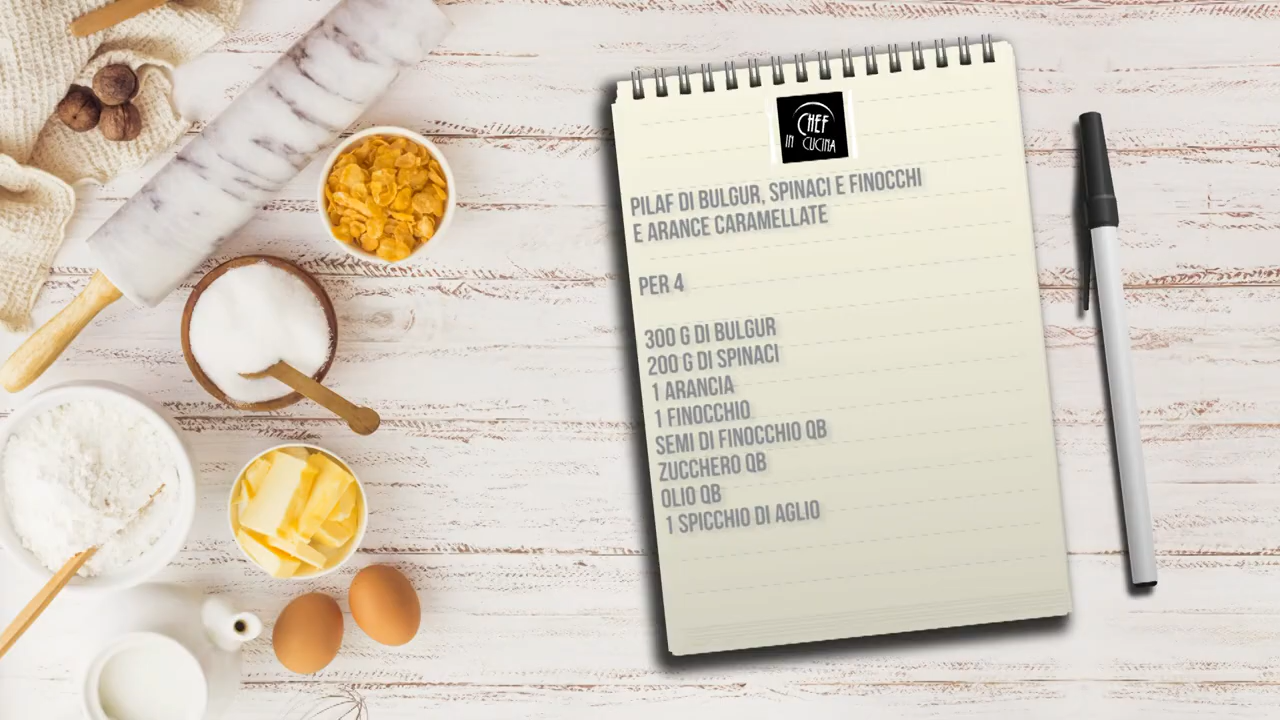 CHEF
IN CUCINA
PILAF DI BULGUR, SPINACI E FINOCCHI
E ARANCE CARAMELLATE
PER 4
300 G DI BULGUR
200 G DI SPINACI
1 ARANCIA
1 FINOCCHIO
SEMI DI FINOCCHIO QB
ZUCCHERO QB
OLIO QB
1 SPICCHIO DI AGLIO